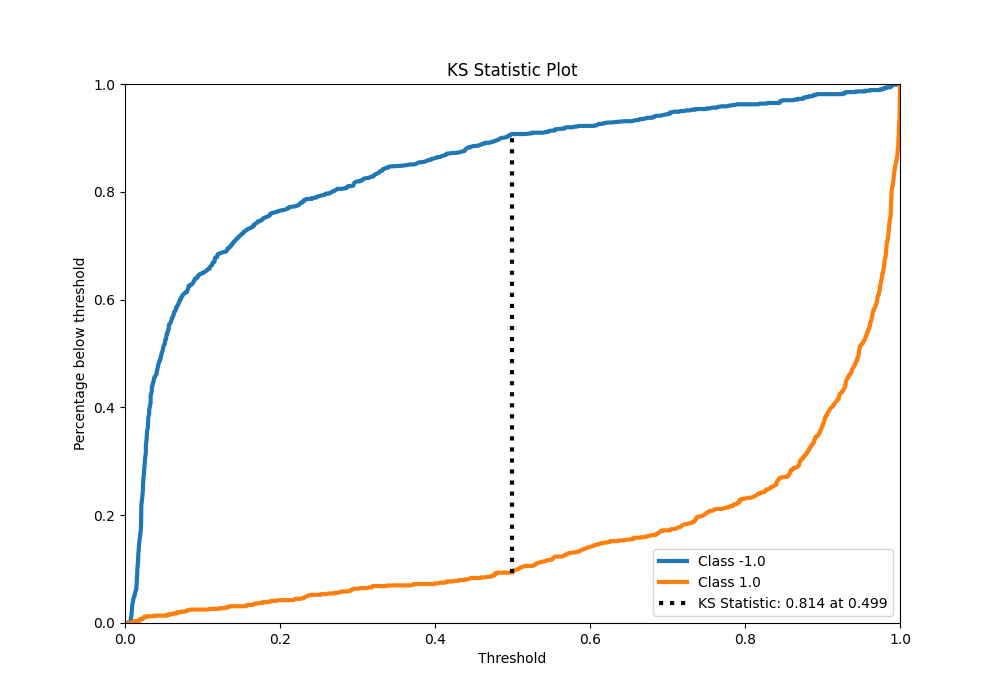 KS Statistic Plot
1.0
0.8
0.6
0.4
0.2
0.0
Percentage below threshold
0.0 0.2 0.4 0.6 0.8 1.0
Threshold
Class -1.0
Class 1.0
KS Statistic: 0.814 at 0.499